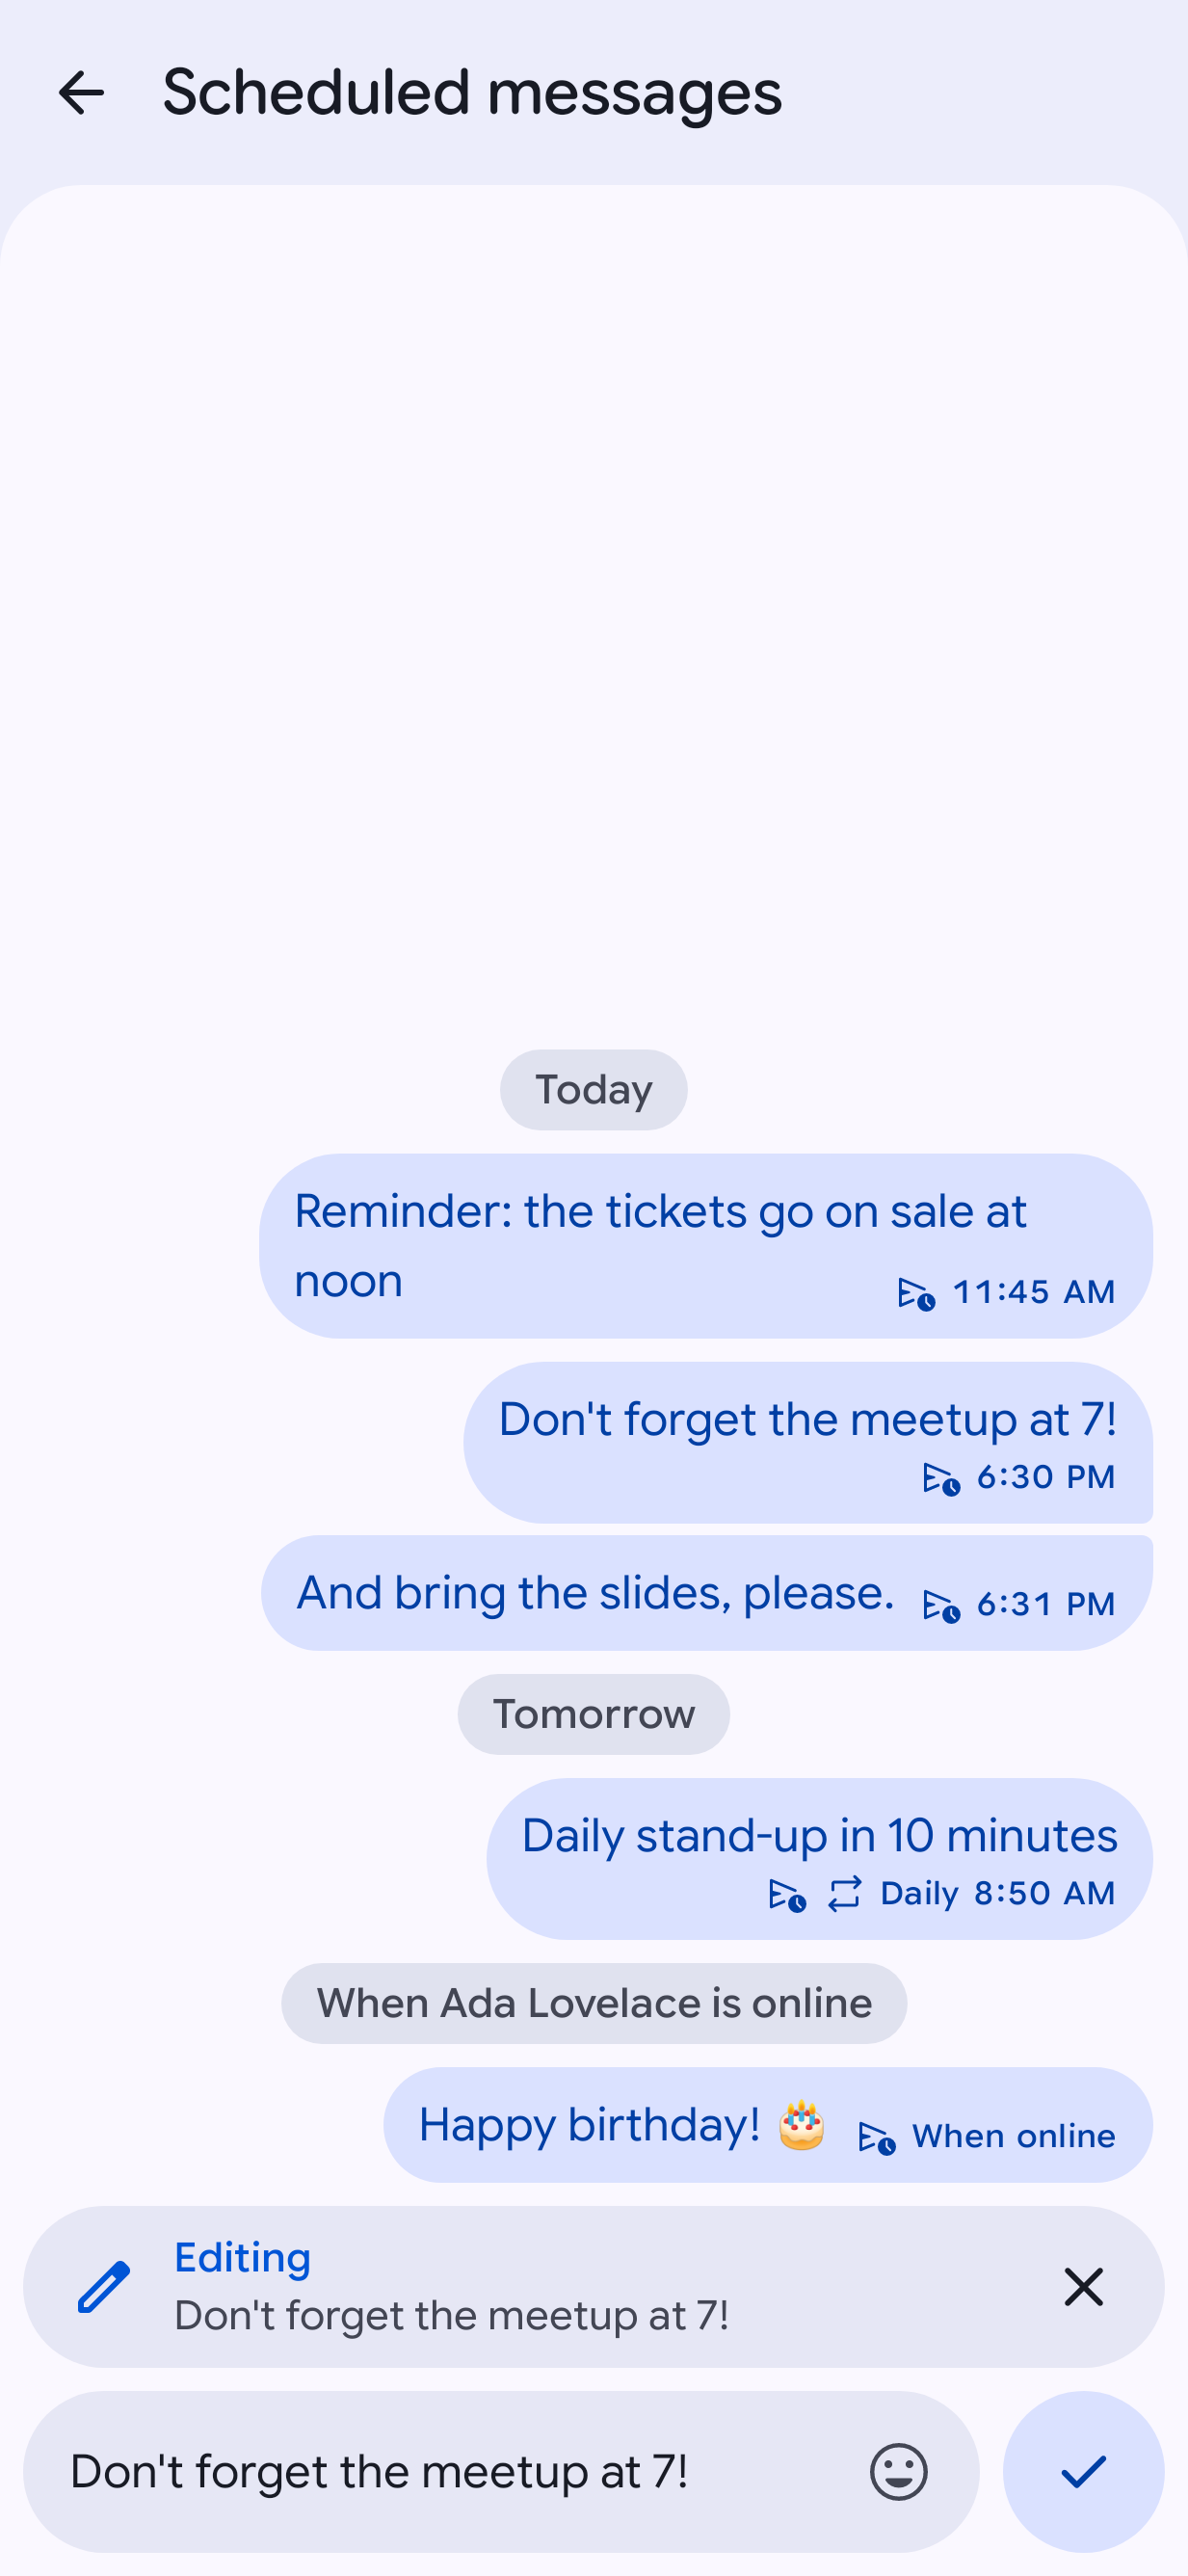 Scheduled messages
Today
Reminder: the tickets go on sale at
noon
11:45 AM
Don't forget the meetup at 7!
6:30 PM
And bring the slides, please.
6:31 PM
Tomorrow
Daily stand-up in 10 minutes
Daily 8:50 AM
When Ada Lovelace is online
Happy birthday! 🎂
When online
Editing
Don't forget the meetup at 7!
Don't forget the meetup at 7!